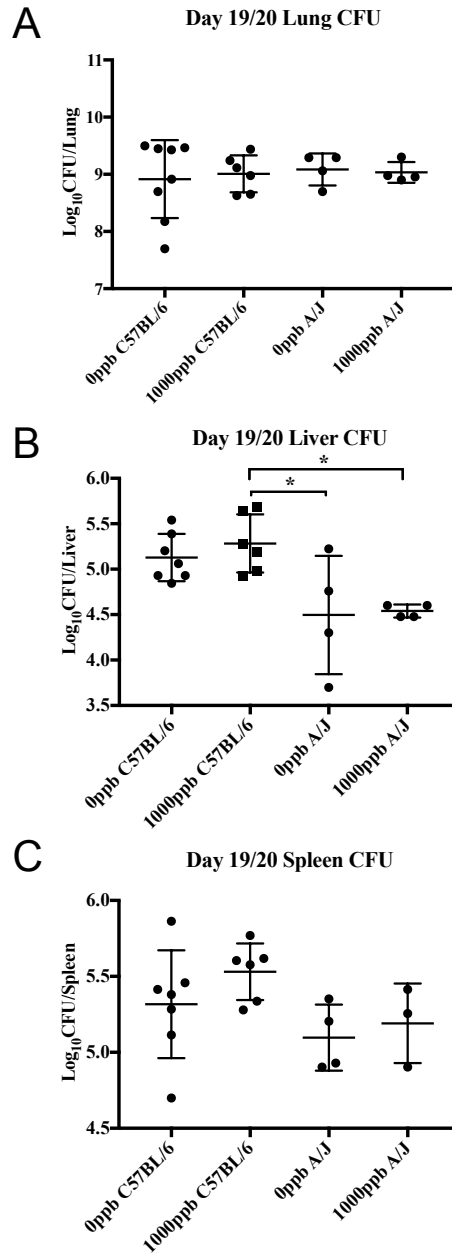 A
Day 19/20 Lung CFU
Log10CFU/Lung
11
10
9
8
7
0ppb C57BL/6
1000ppb C57BL/6
0ppb A/J
1000ppb A/J
B
Day 19/20 Liver CFU
Log10CFU/Liver
6.0
5.5
5.0
4.5
4.0
3.5
*
*
0ppb C57BL/6
1000ppb C57BL/6
0ppb A/J
1000ppb A/J
C
Day 19/20 Spleen CFU
Log10CFU/Spleen
6.0
5.5
5.0
4.5
0ppb C57BL/6
1000ppb C57BL/6
0ppb A/J
1000ppb A/J